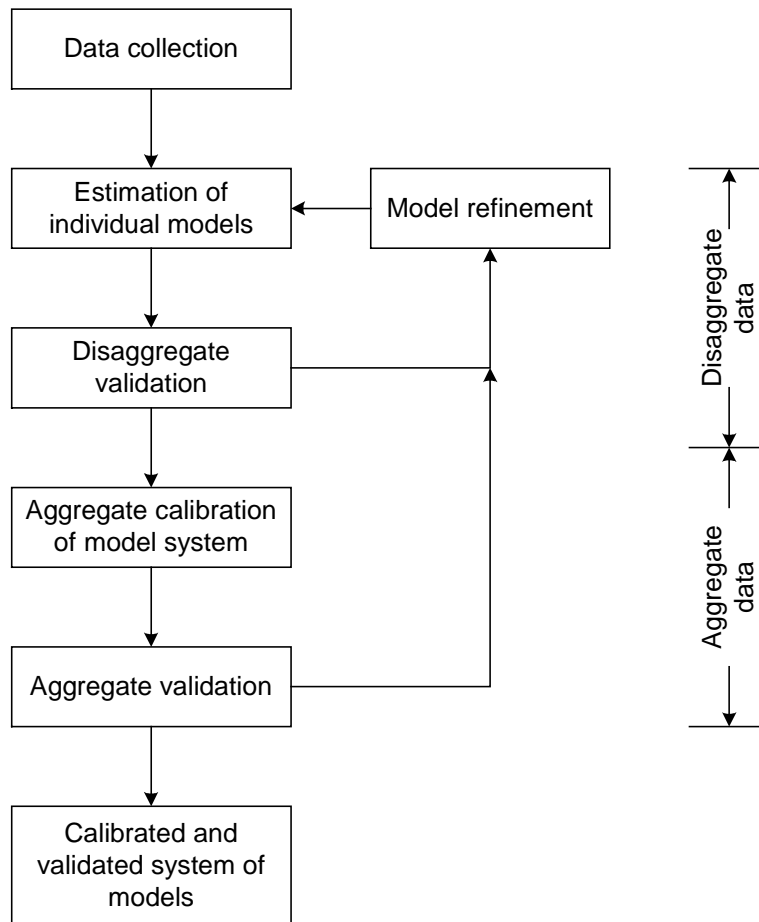 Data collection
Estimation of
individual models
Model refinement
Disaggregate
validation
Aggregate calibration
of model system
Aggregate validation
Calibrated and
validated system of
models
Disaggregate
data
Aggregate
data